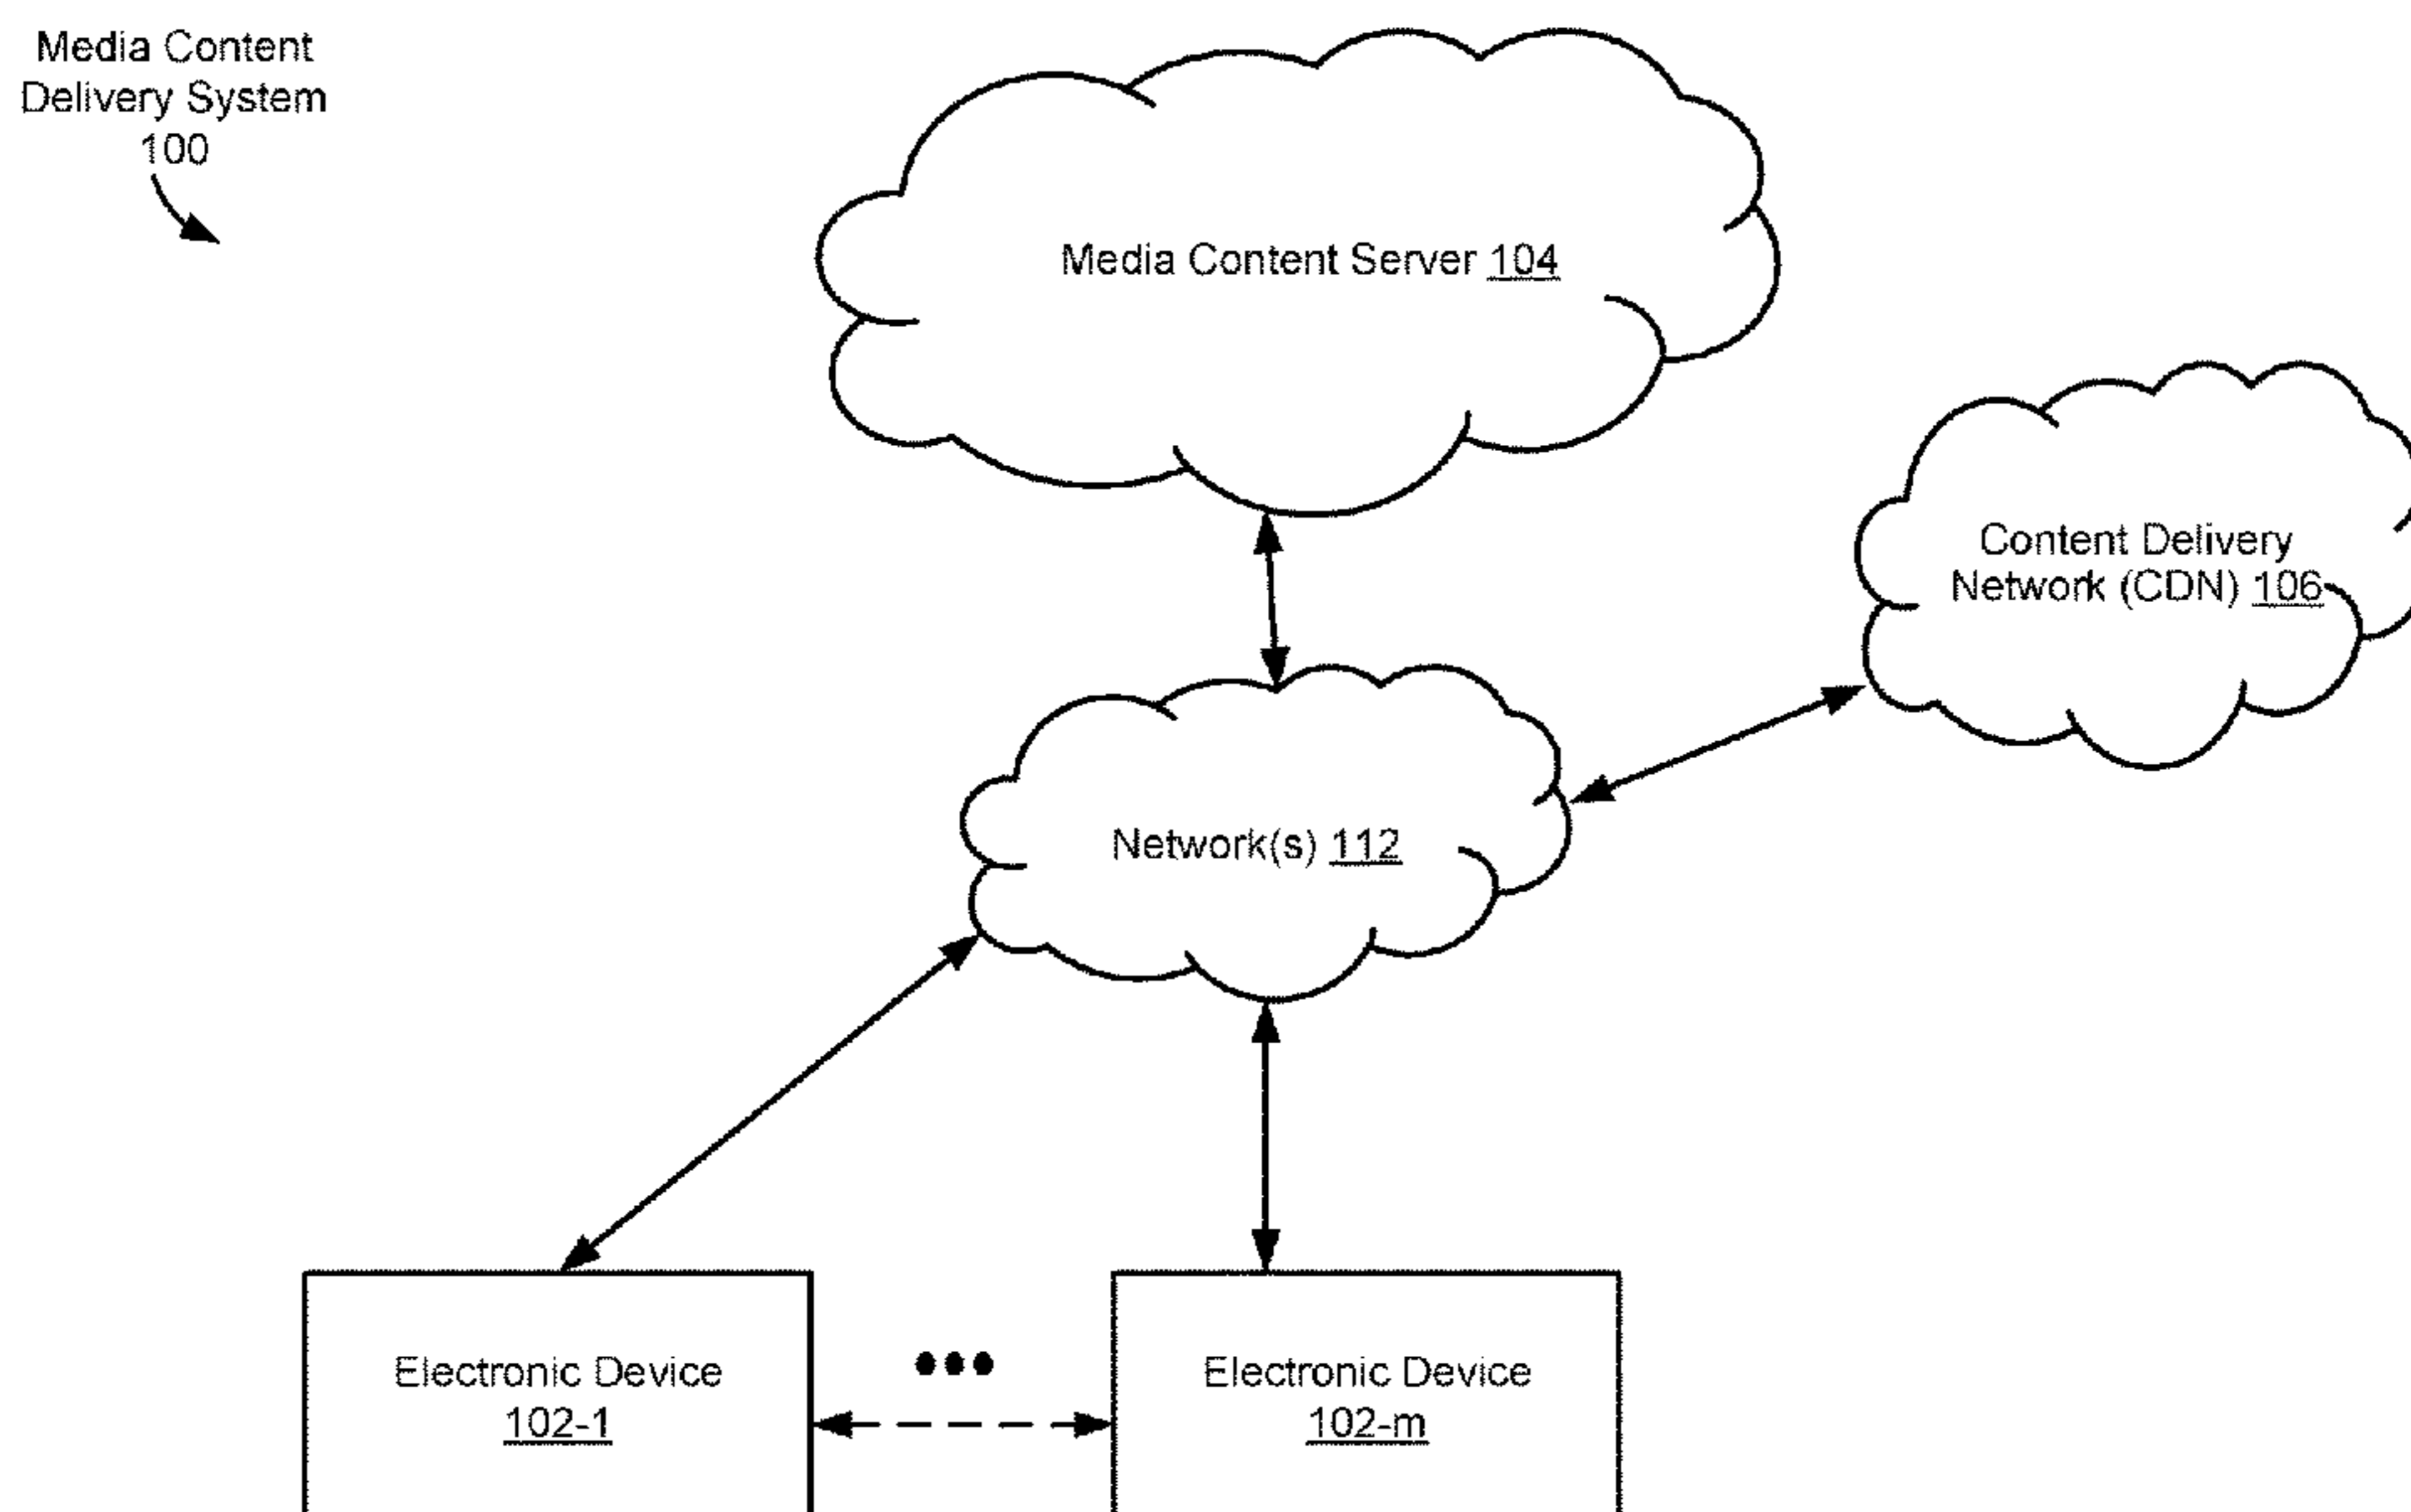 Media Content
Delivery System
100
Media Content Server 104
Content Delivery
Network (CDN) 106
Network(s) 112
Electronic Device
102-1
Electronic Device
102-m